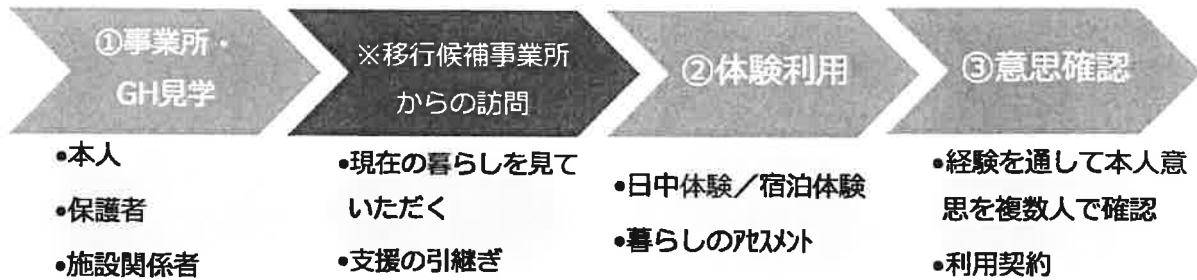 ①事業所・
GH見学
※移行候補事業所
からの訪問
②体験利用
③意思確認
•本人
•保護者
•施設関係者
•現在の暮らしを見て
いただく
•支援の引継ぎ
•日中体験／宿泊体験
•暮らしのｱｾｽﾒﾝﾄ
•経験を通して本人意
思を複数人で確認
•利用契約